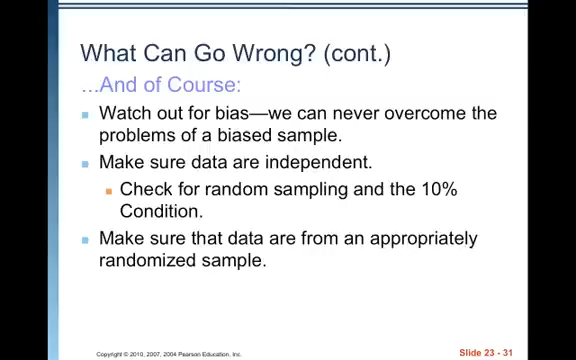 What Can Go Wrong? (cont.)
...And of Course:
Watch out for bias—we can never overcome the
problems of a biased sample.
Make sure data are independent.
Check for random sampling and the 10%
Condition.
Make sure that data are from an appropriately
randomized sample.
Copyright © 2010, 2007, 2004 Pearson Education, Inc.
Slide 23 - 31